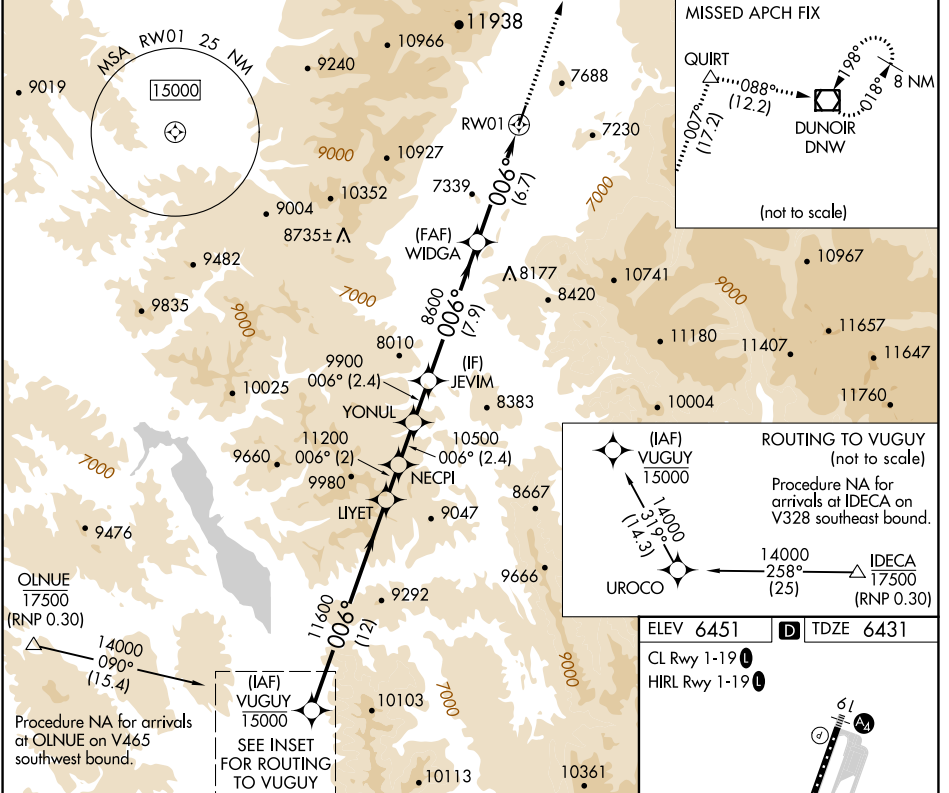 11938
10966
9240
9019
MSA RW01 25 NM
15000
7688
RW01
7230
9000
10927
7339
006°
(6.7)
7000
10352
9004
8735±
(FAF)
WIDGA
9482
8177
10741
8420
10967
9000
9835
9000
7000
8600
006°
(7.9)
11180
11407
11657
11647
8010
9900
006° (2.4)
(IF)
JEVIM
10025
YONUL
8383
10004
11760
11200
006° (2)
10500
006° (2.4)
9660
9980
NECPI
LIYET
7000
9047
8667
9476
9666
9292
11600
006°
(12)
OLNUE
17500
(RNP 0.30)
14000
090°
(15.4)
Procedure NA for arrivals
at OLNUE on V465
southwest bound.
(IAF)
VUGUY
15000
SEE INSET
FOR ROUTING
TO VUGUY
10103
7000
9000
10113
10361
MISSED APCH FIX
QUIRT
088°
(12.2)
007°
(17.2)
198°
018°
8 NM
DUNOIR
DNW
(not to scale)
(IAF)
VUGUY
15000
ROUTING TO VUGUY
(not to scale)
Procedure NA for
arrivals at IDECA on
V328 southeast bound.
14000
319°
(14.3)
UROCO
14000
258°
(25)
IDECA
17500
(RNP 0.30)
ELEV 6451
D
TDZE 6431
CL Rwy 1-19 L
HIRL Rwy 1-19 L
19
A4
P